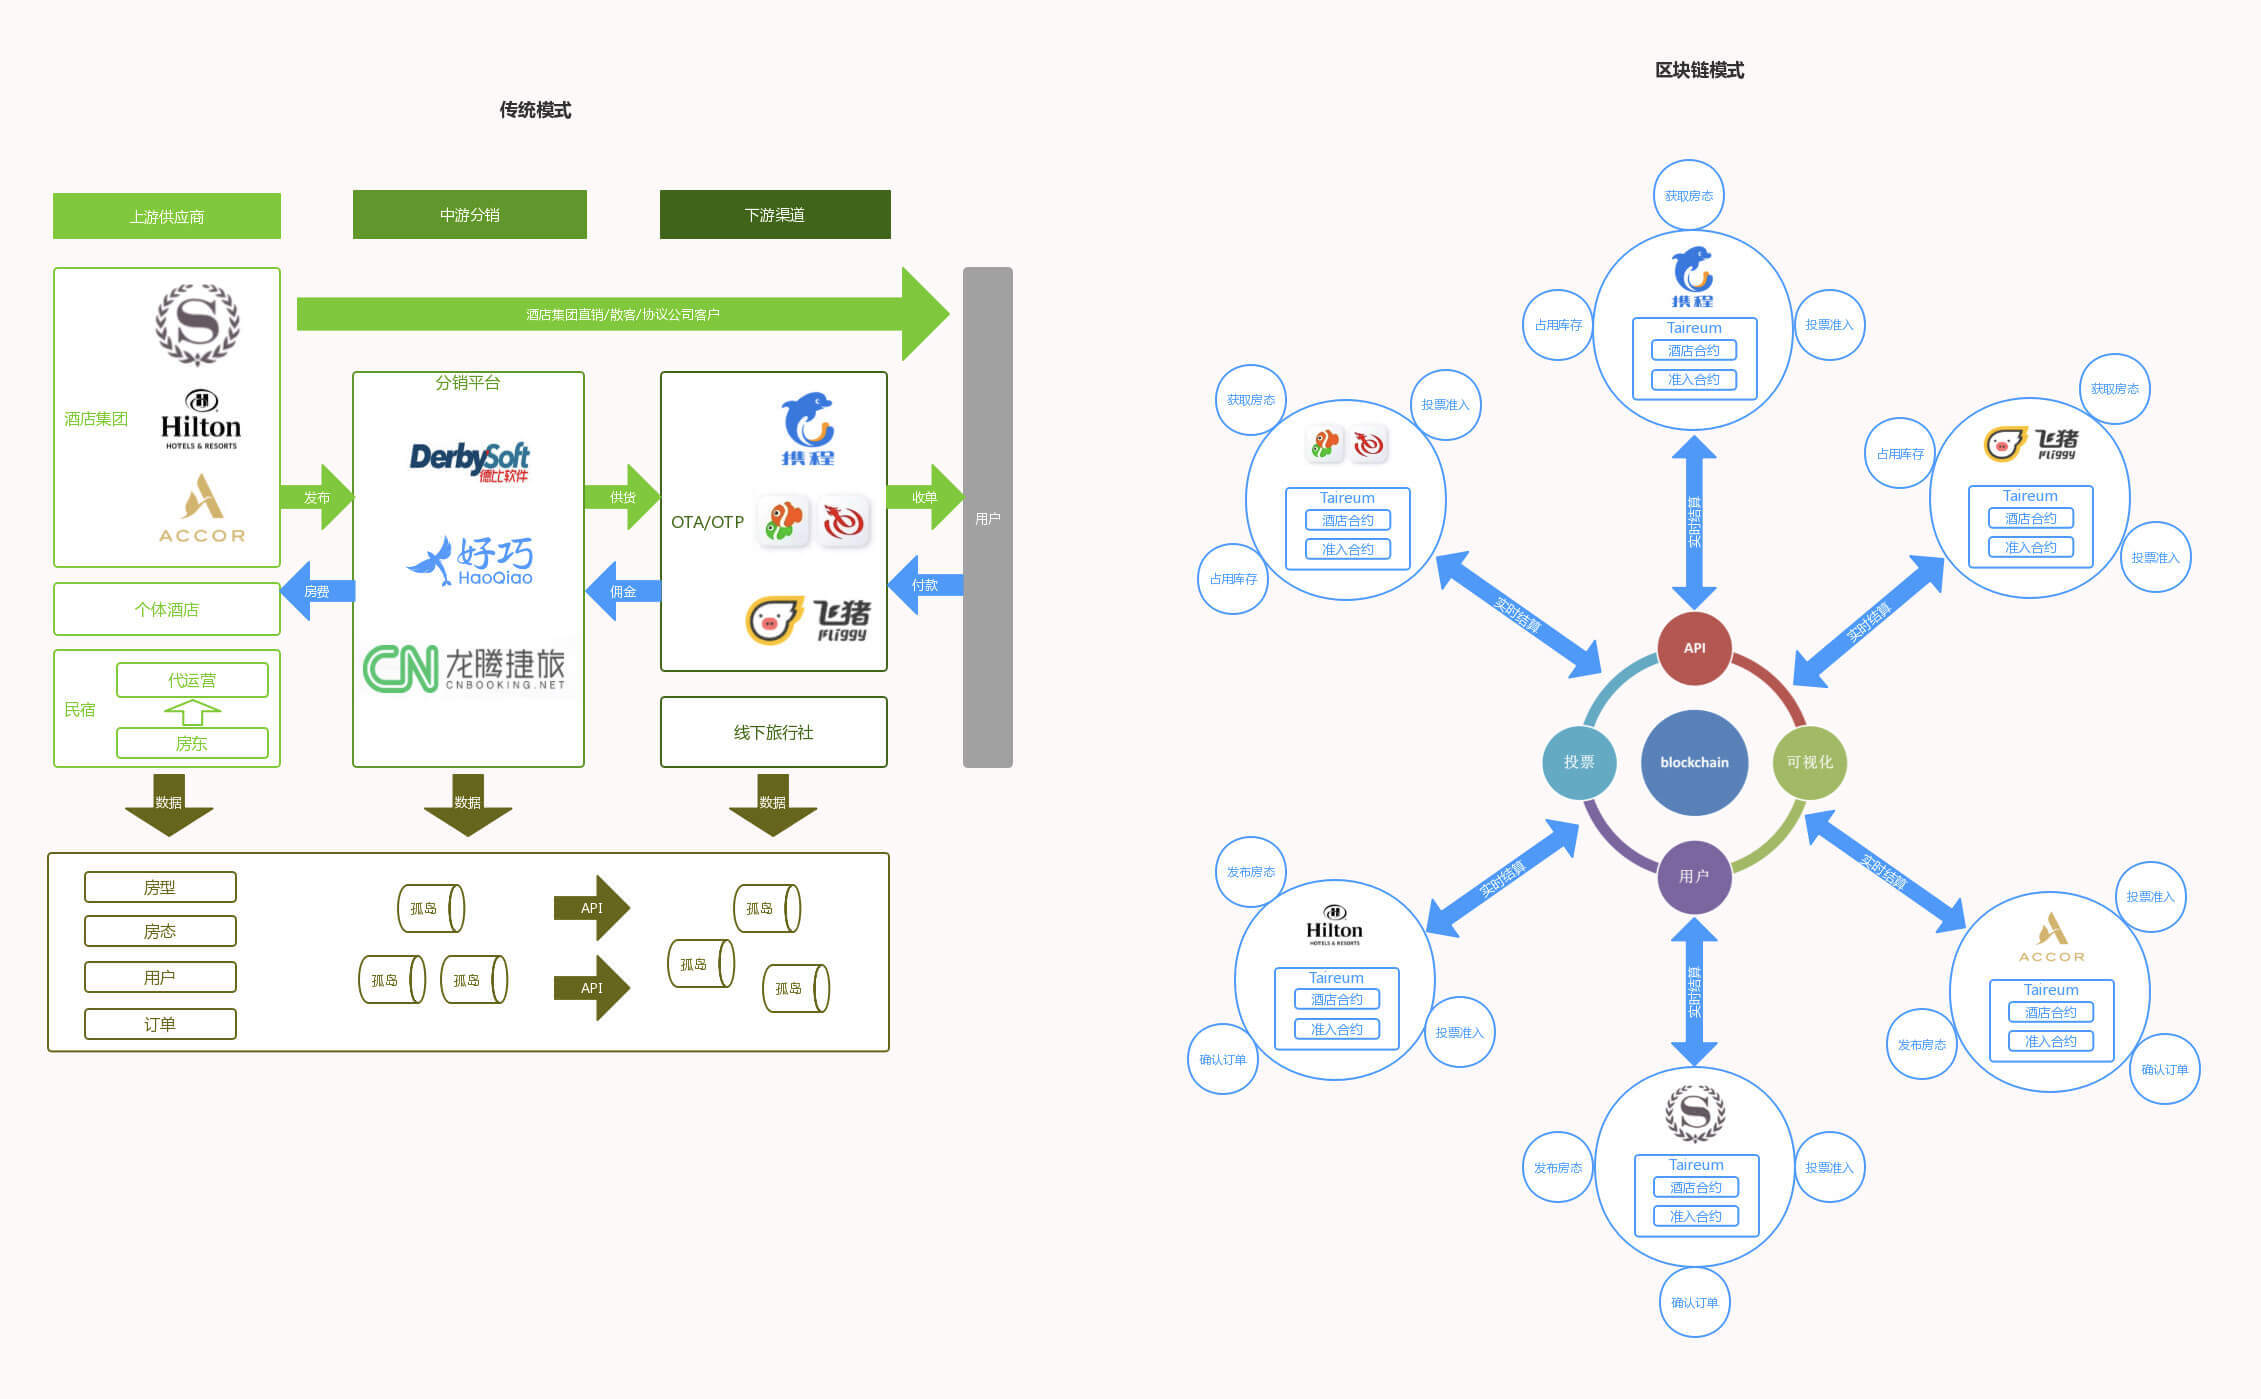 传统模式
上游供应商
中游分销
下游渠道
酒店集团直销/散客/协议公司客户
酒店集团
S
Hilton
HOTELS & RESORTS
ACCOR
个体酒店
民宿
代运营
房东
发布
房费
分销平台
DerbySoft
德比软件
好巧
HaoQiao
CN 龙腾捷旅
CNBOOKING.NET
供货
佣金
携程
OTA/OTP
飞猪
Fliggy
线下旅行社
收单
付款
用户
数据
数据
数据
房型
房态
用户
订单
孤岛
孤岛
孤岛
API
API
孤岛
孤岛
孤岛
区块链模式
获取房态
占用库存
投票准入
携程
Taireum
酒店合约
准入合约
获取房态
投票准入
占用库存
Taireum
酒店合约
准入合约
获取房态
占用库存
投票准入
飞猪
Fliggy
Taireum
酒店合约
准入合约
实时结算
实时结算
实时结算
API
投票
blockchain
可视化
用户
实时结算
实时结算
实时结算
发布房态
Hilton
HOTELS & RESORTS
Taireum
酒店合约
准入合约
投票准入
确认订单
投票准入
ACCOR
Taireum
酒店合约
准入合约
发布房态
确认订单
S
Taireum
酒店合约
准入合约
发布房态
投票准入
确认订单